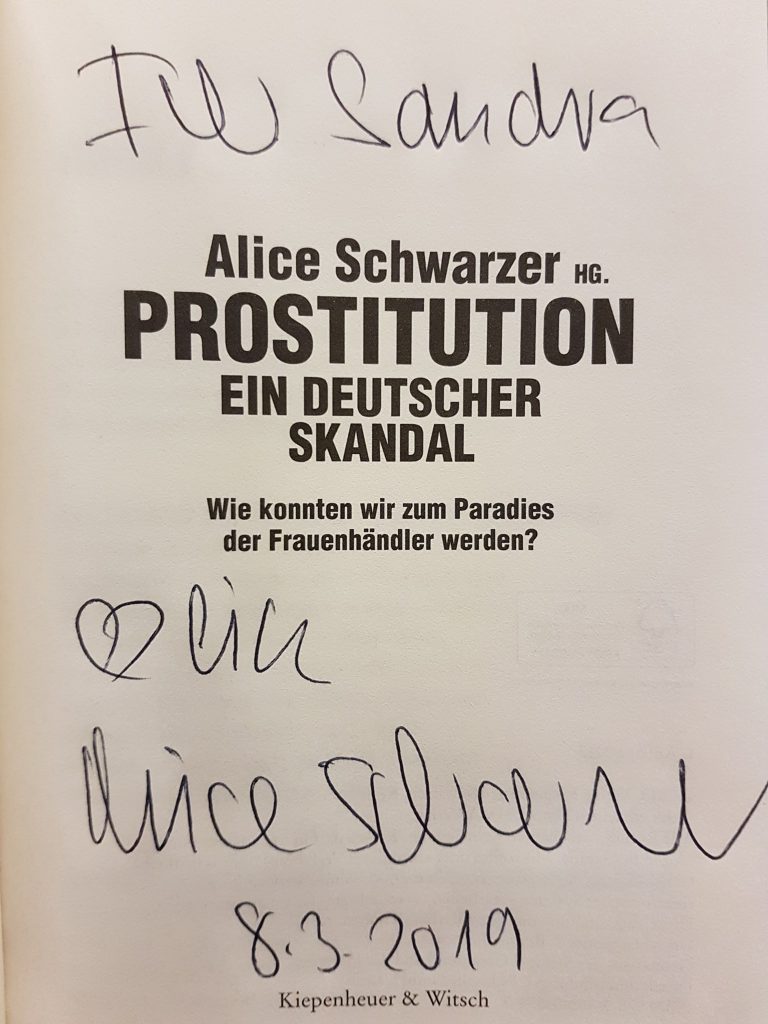 Für Sandra
Alice Schwarzer HG.
PROSTITUTION
EIN DEUTSCHER
SKANDAL
Wie konnten wir zum Paradies
der Frauenhändler werden?
♡lich
Alice Schwarzer
8.3.2019
Kiepenheuer & Witsch